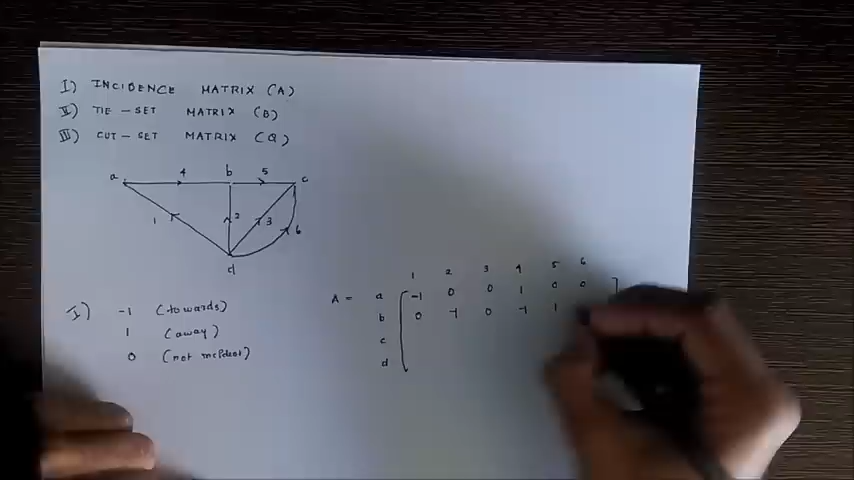 I) INCIDENCE MATRIX (A)
II) TIE-SET MATRIX (B)
III) CUT-SET MATRIX (Q)
a 4 b 5 c
1 2 3 6
d
I) -1 (towards)
1 (away)
0 (not incident)
1 2 3 4 5 6
A = a -1 0 0 1 0 0
b 0 -1 0 -1 1
c
d